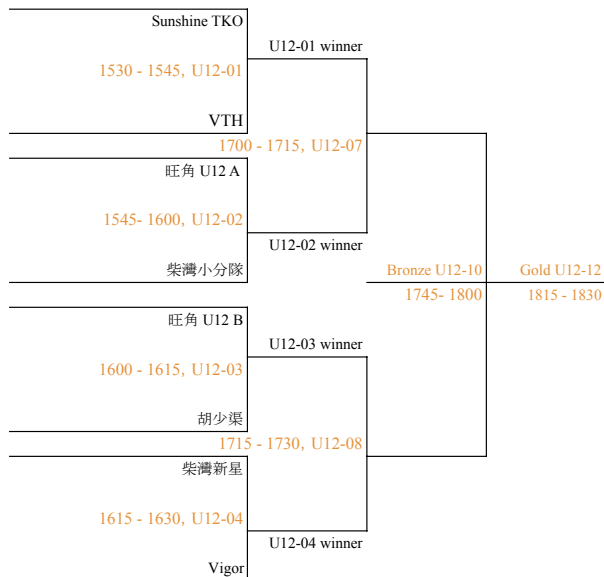 Sunshine TKO
U12-01 winner
1530 - 1545, U12-01
VTH
1700 - 1715, U12-07
旺角 U12 A
1545- 1600, U12-02
U12-02 winner
柴灣小分隊
Bronze U12-10
Gold U12-12
1745- 1800
1815 - 1830
旺角 U12 B
U12-03 winner
1600 - 1615, U12-03
胡少渠
1715 - 1730, U12-08
柴灣新星
1615 - 1630, U12-04
U12-04 winner
Vigor